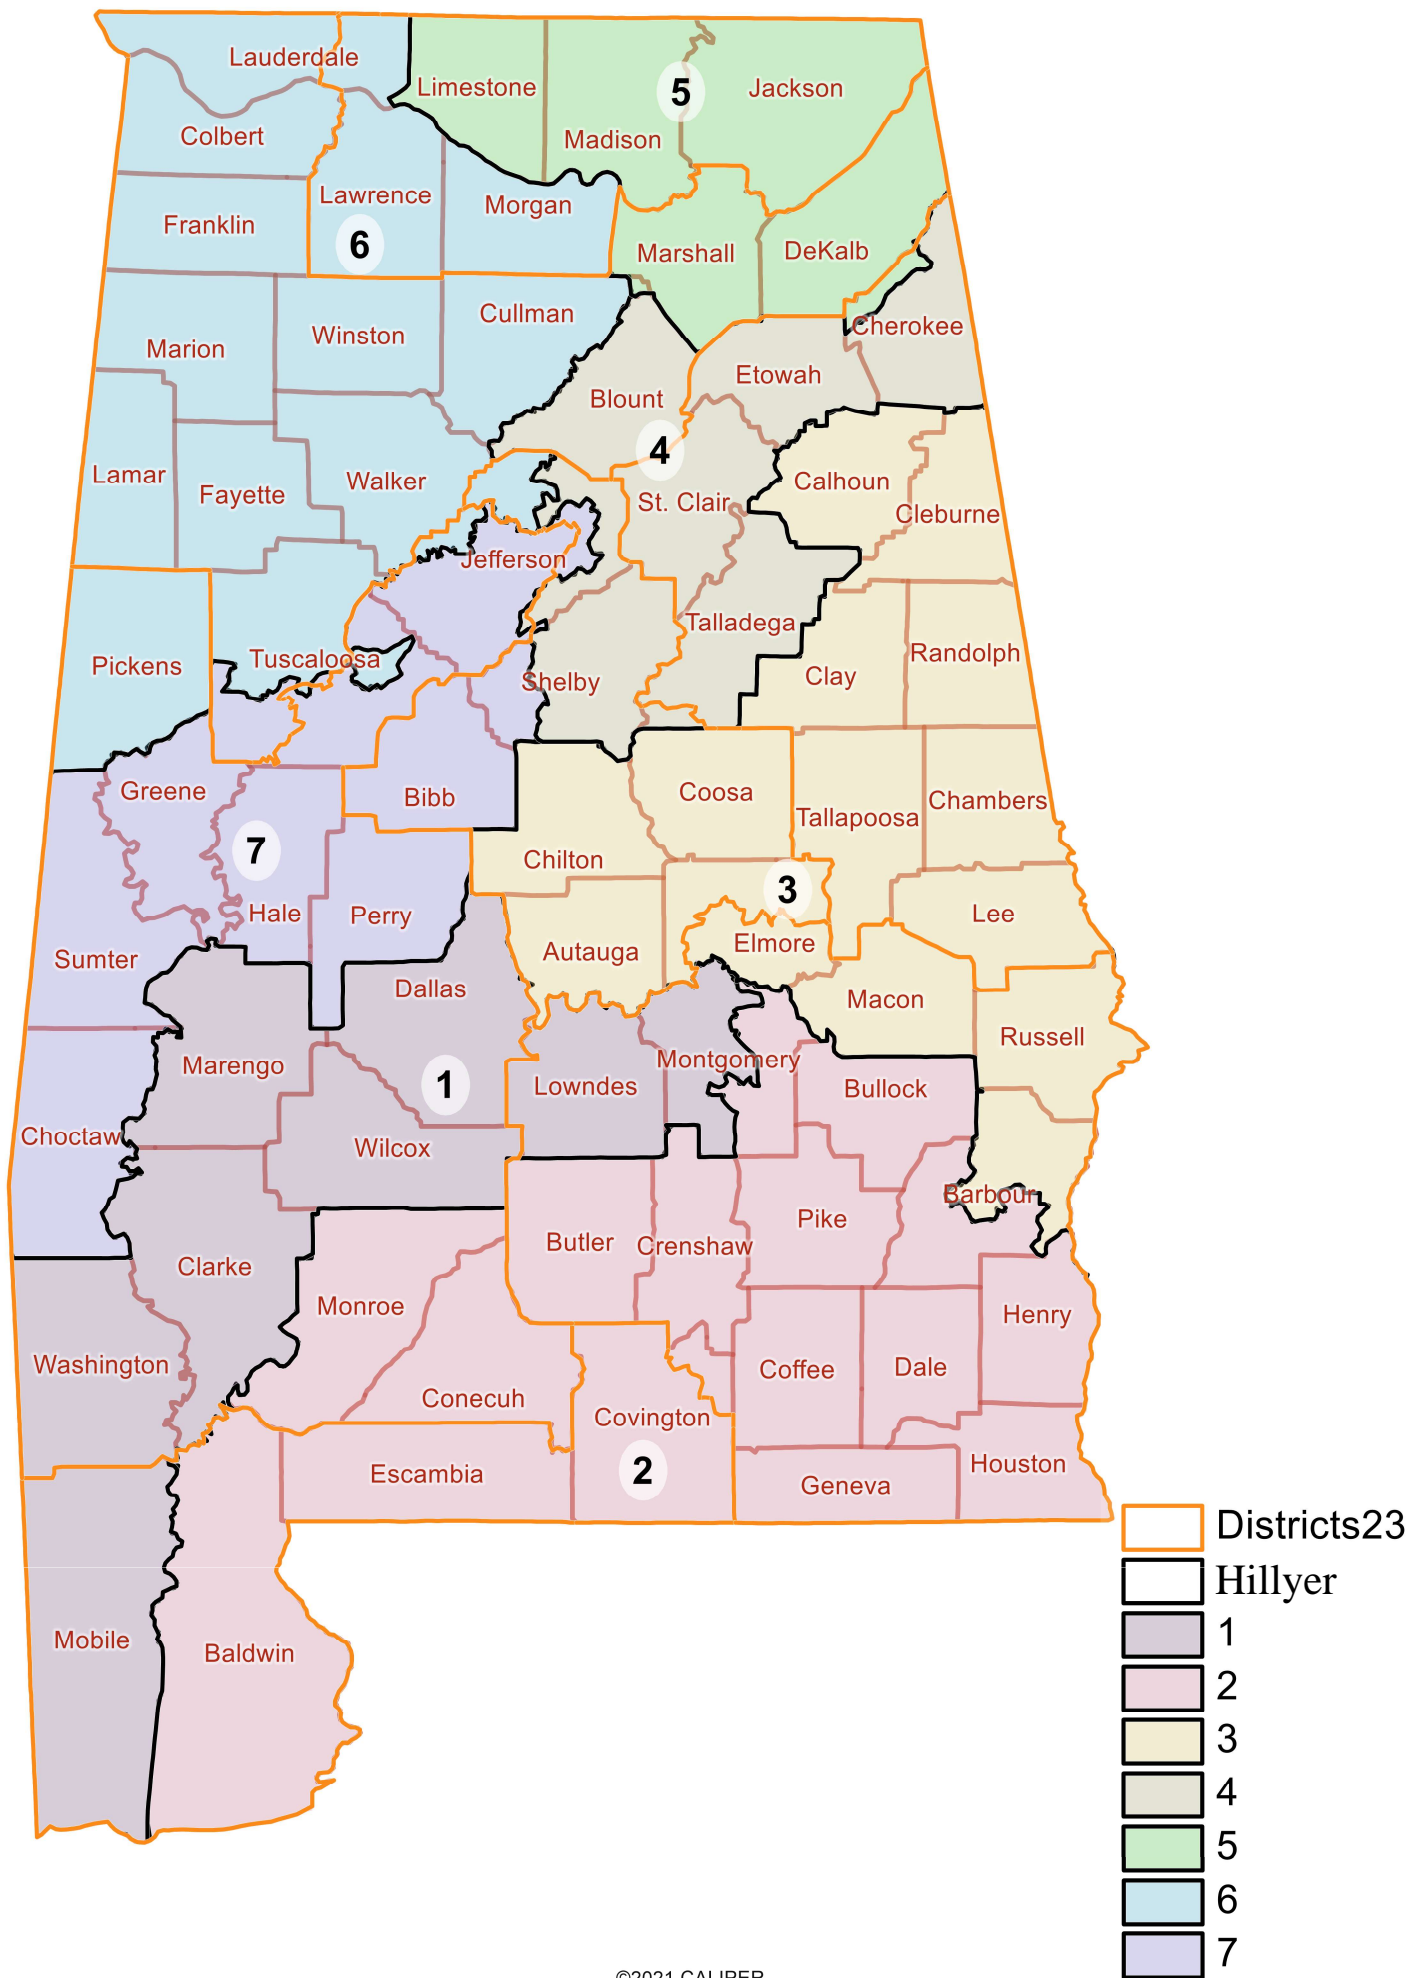 Lauderdale
Limestone
5
Jackson
Colbert
Madison
Lawrence
Morgan
Franklin
6
Marshall
DeKalb
Cullman
Cherokee
Winston
Marion
Etowah
Blount
4
Lamar
Walker
Calhoun
Fayette
St. Clair
Cleburne
Jefferson
Talladega
Randolph
Tuscaloosa
Pickens
Clay
Shelby
Greene
Coosa
Bibb
Chambers
Tallapoosa
7
Chilton
3
Hale
Perry
Lee
Elmore
Autauga
Sumter
Dallas
Macon
Russell
Marengo
Montgomery
1
Lowndes
Bullock
Choctaw
Wilcox
Barbour
Pike
Butler
Crenshaw
Clarke
Monroe
Henry
Washington
Coffee
Dale
Conecuh
Covington
Escambia
2
Houston
Geneva
Mobile
Baldwin
Districts23
Hillyer
1
2
3
4
5
6
7
©2021 CALIPER